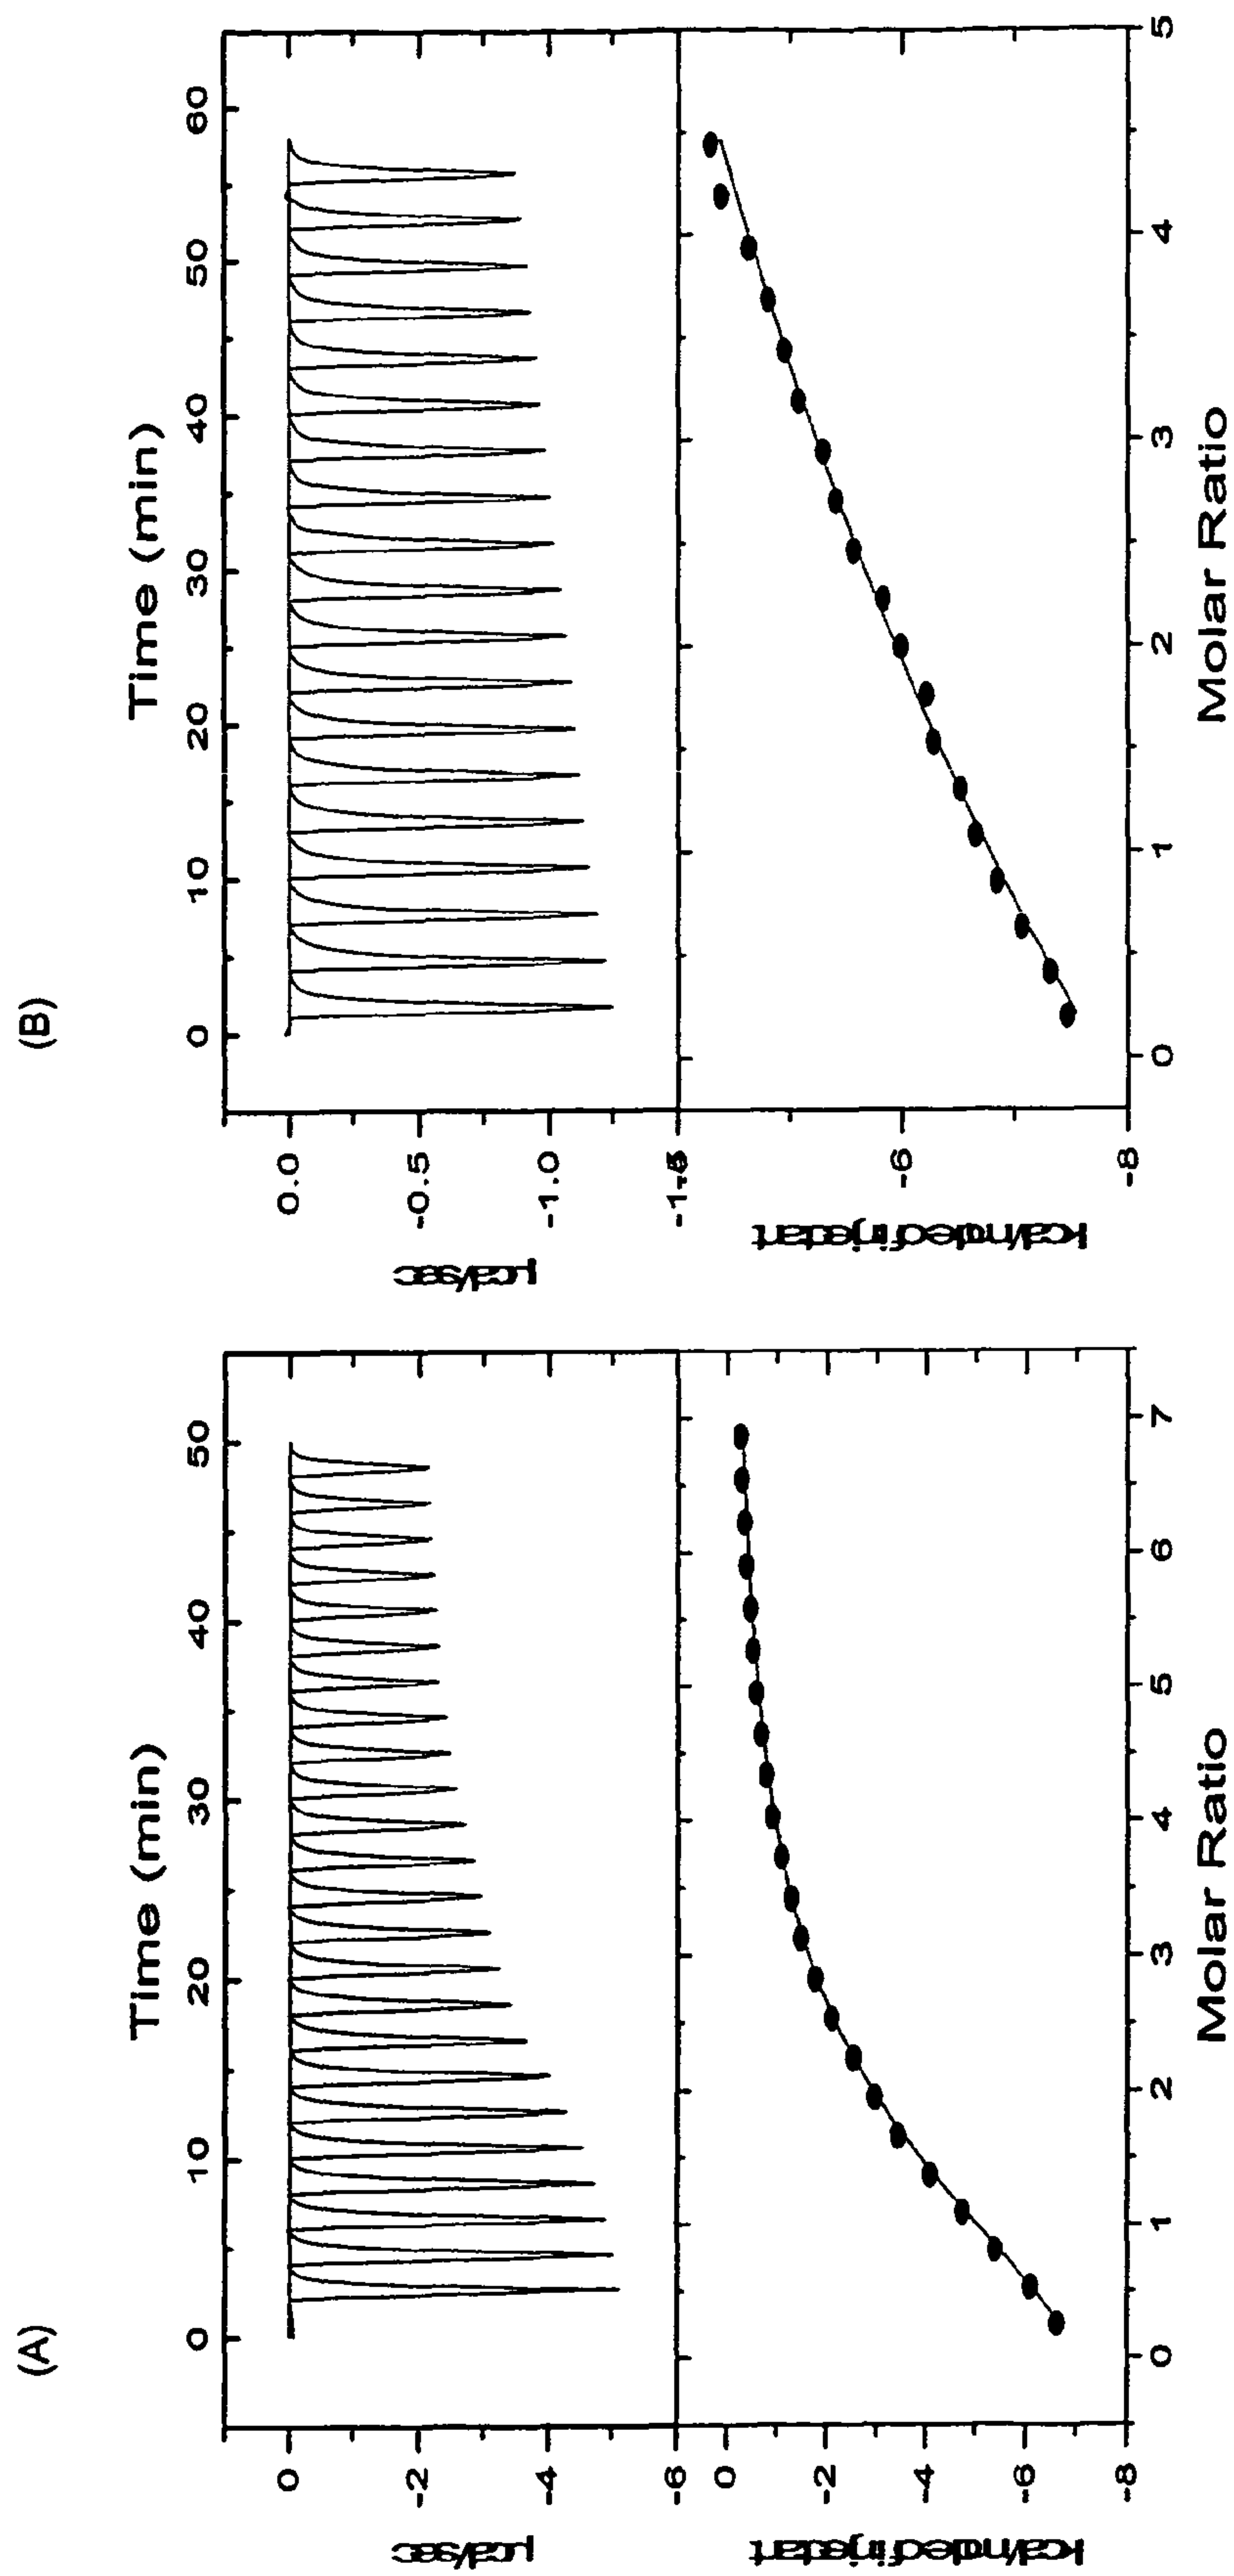 (A)
Time (min)
0 10 20 30 40 50
0
-2
-4
-6
µcal/sec
0
-2
-4
-6
-8
kcal/mole of injectant
0 1 2 3 4 5 6 7
Molar Ratio
(B)
Time (min)
0 10 20 30 40 50 60
0.0
-0.5
-1.0
-1.5
µcal/sec
-6
-8
kcal/mole of injectant
0 1 2 3 4 5
Molar Ratio